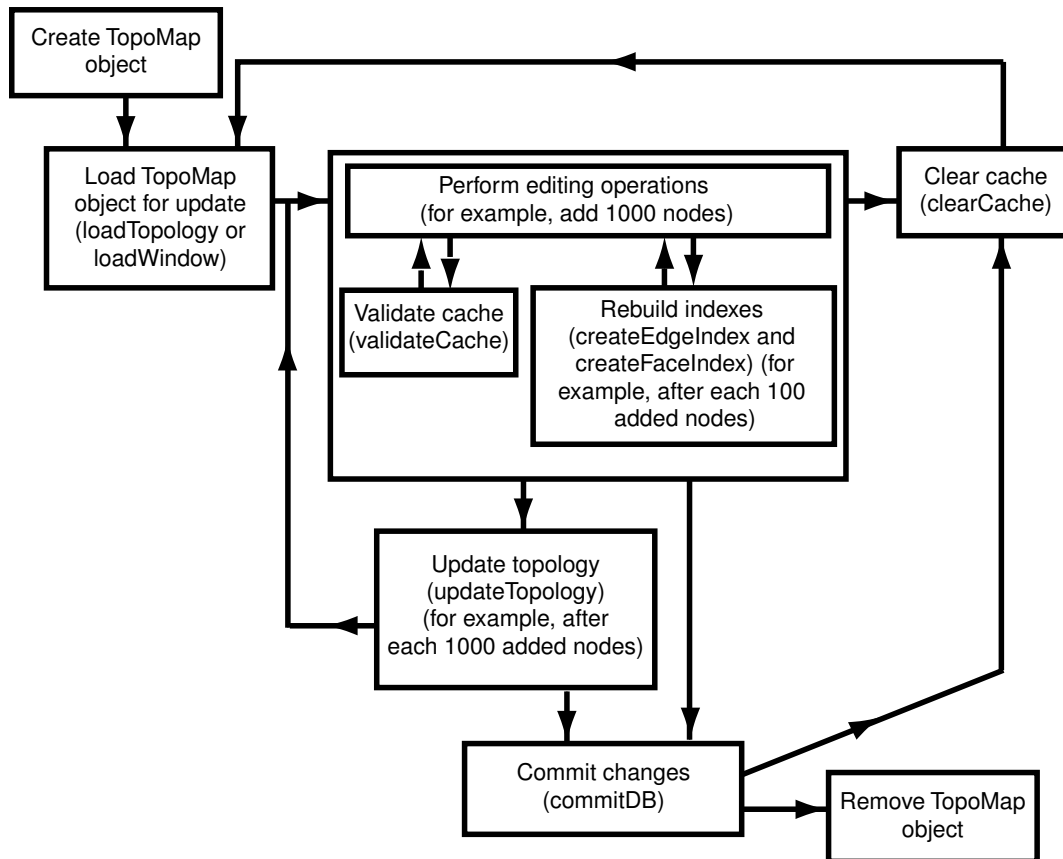 Create TopoMap
object
Load TopoMap
object for update
(loadTopology or
loadWindow)
Perform editing operations
(for example, add 1000 nodes)
Clear cache
(clearCache)
Validate cache
(validateCache)
Rebuild indexes
(createEdgeIndex and
createFaceIndex) (for
example, after each 100
added nodes)
Update topology
(updateTopology)
(for example, after
each 1000 added nodes)
Commit changes
(commitDB)
Remove TopoMap
object